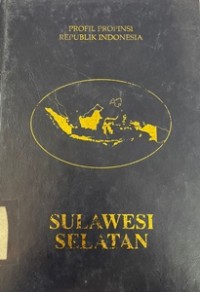 PROFIL PROPINSI
REPUBLIK INDONESIA
SULAWESI
SELATAN